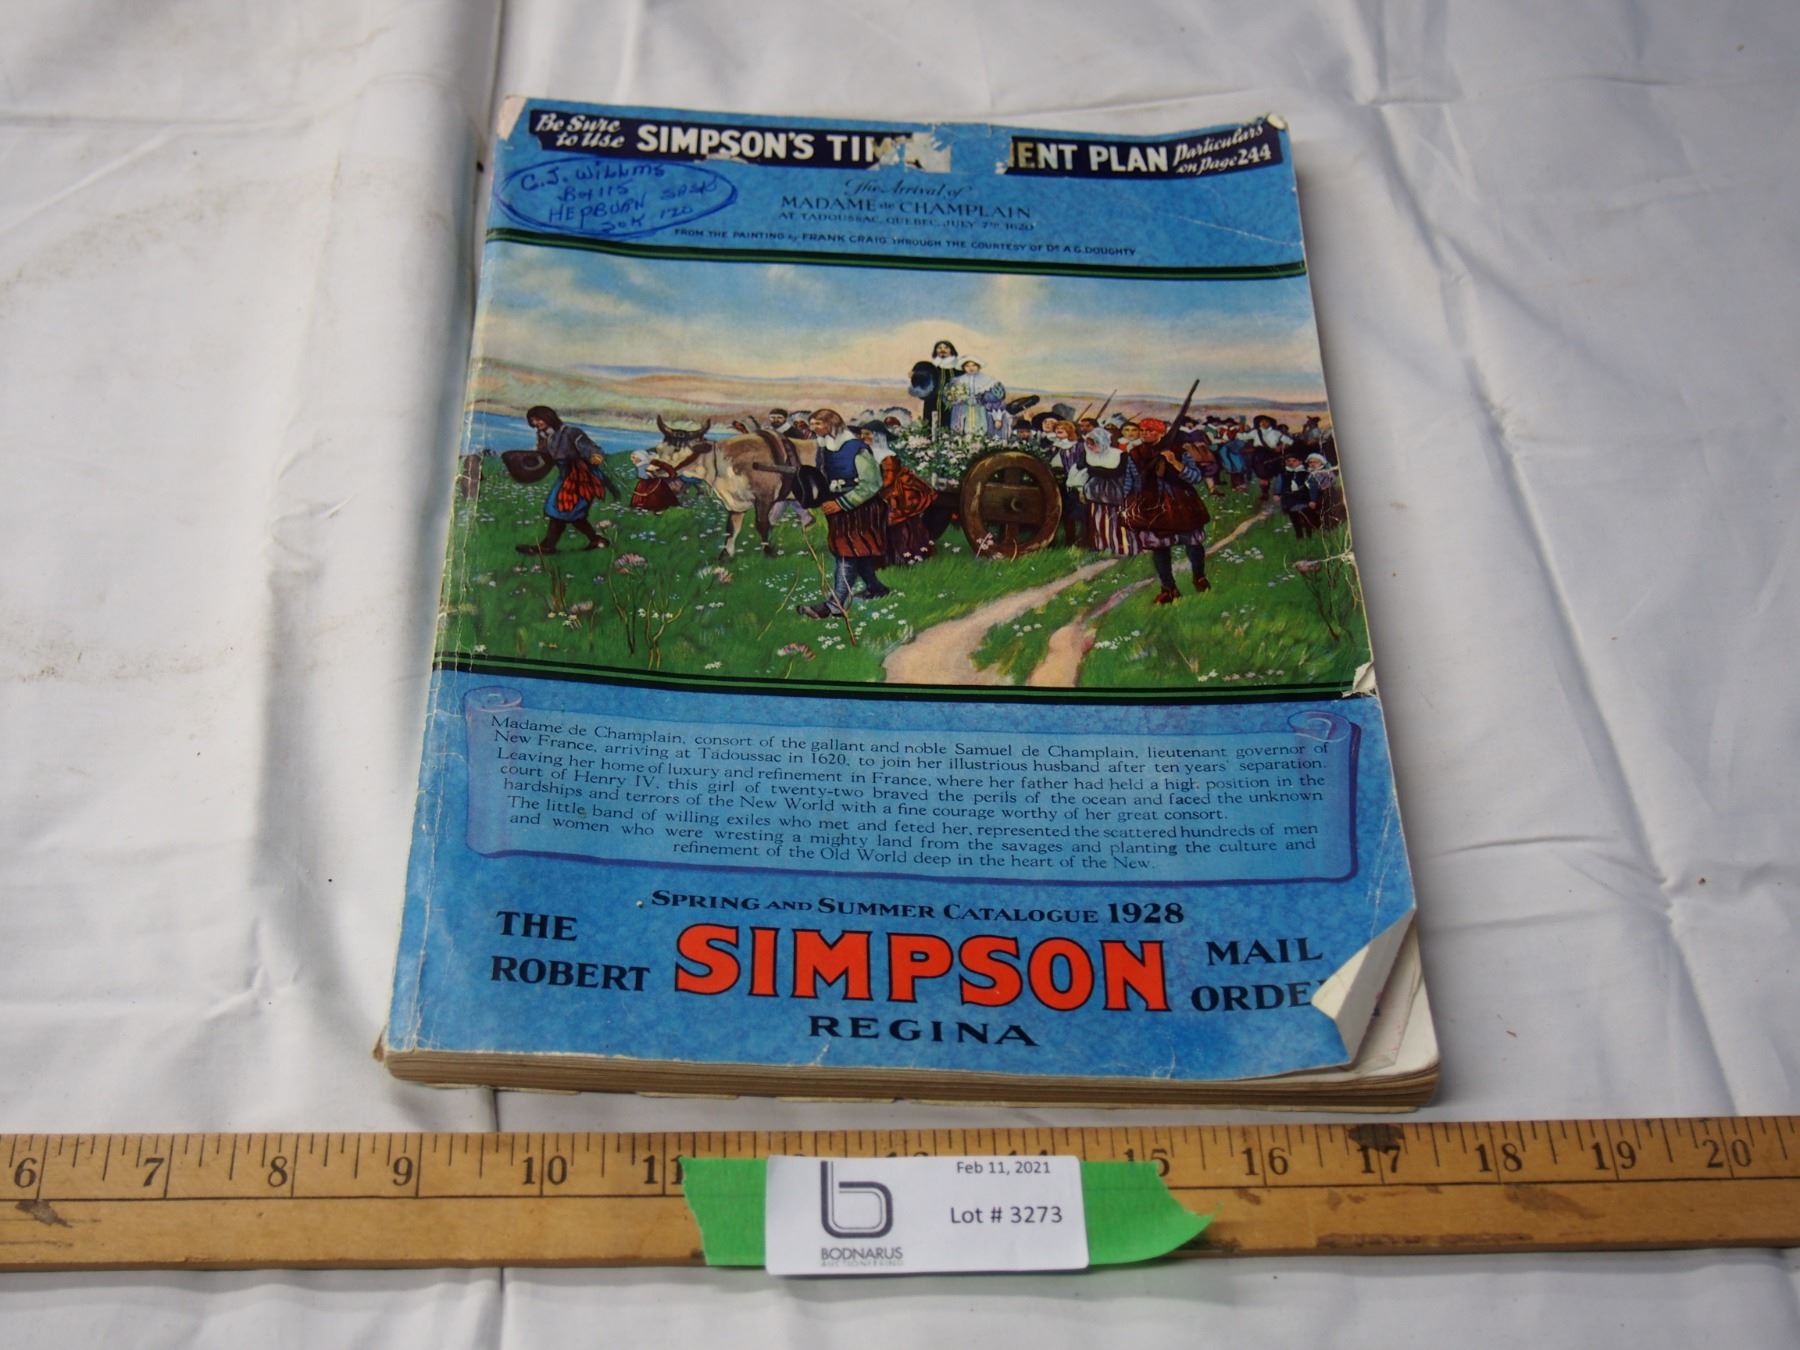 Be Sure
to Use
SIMPSON'S TIM ENT PLAN
Particulars
on Page 244
C.J. Willms
Box 115
HEPBURN SASK
S0K 1Z0
The Arrival of
MADAME de CHAMPLAIN
AT TADOUSSAC, QUEBEC, JULY 7TH 1620
FROM THE PAINTING by FRANK CRAIG THROUGH THE COURTESY OF DR A.G. DOUGHTY
Madame de Champlain, consort of the gallant and noble Samuel de Champlain, lieutenant governor of
New France, arriving at Tadoussac in 1620, to join her illustrious husband after ten years' separation.
Leaving her home of luxury and refinement in France, where her father had held a high position in the
court of Henry IV, this girl of twenty-two braved the perils of the ocean and faced the unknown
hardships and terrors of the New World with a fine courage worthy of her great consort.
The little band of willing exiles who met and feted her, represented the scattered hundreds of men
and women who were wresting a mighty land from the savages and planting the culture and
refinement of the Old World deep in the heart of the New.
SPRING AND SUMMER CATALOGUE 1928
THE
ROBERT
SIMPSON
MAIL
ORDE
REGINA
6 7 8 9 10 11 15 16 17 18 19 20
Feb 11, 2021
Lot # 3273
b
BODNARUS
AUCTIONEERING